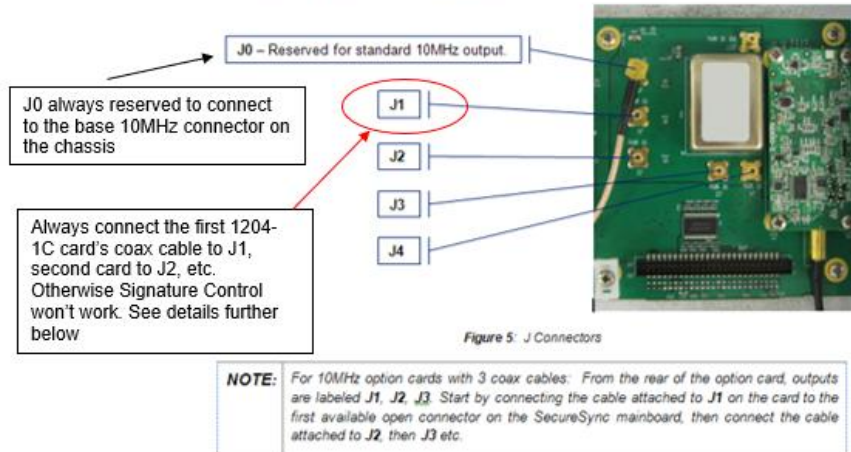 J0 – Reserved for standard 10MHz output.
J0 always reserved to connect
to the base 10MHz connector on
the chassis
J1
J2
J3
J4
Always connect the first 1204-
1C card's coax cable to J1,
second card to J2, etc.
Otherwise Signature Control
won't work. See details further
below
Figure 5: J Connectors
NOTE: For 10MHz option cards with 3 coax cables: From the rear of the option card, outputs
are labeled J1, J2, J3. Start by connecting the cable attached to J1 on the card to the
first available open connector on the SecureSync mainboard, then connect the cable
attached to J2, then J3 etc.